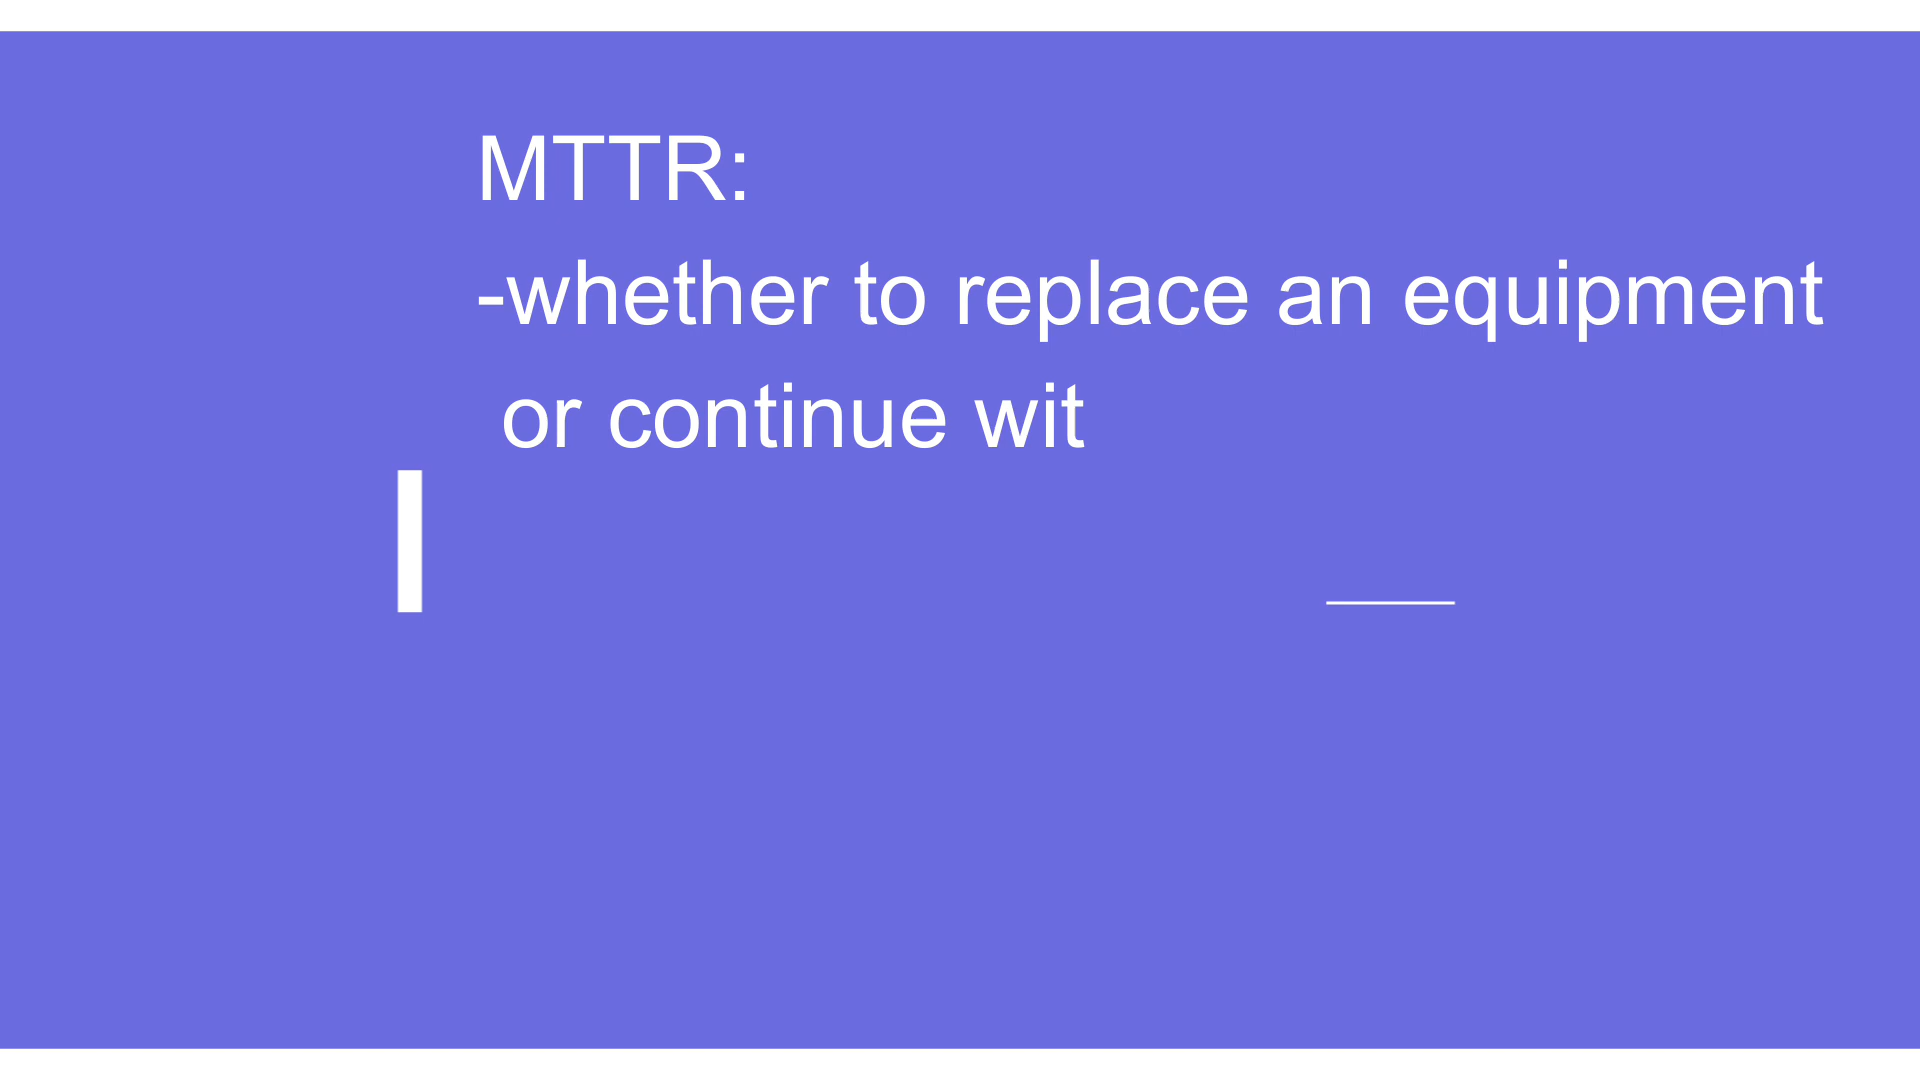 MTTR:
-whether to replace an equipment
or continue wit